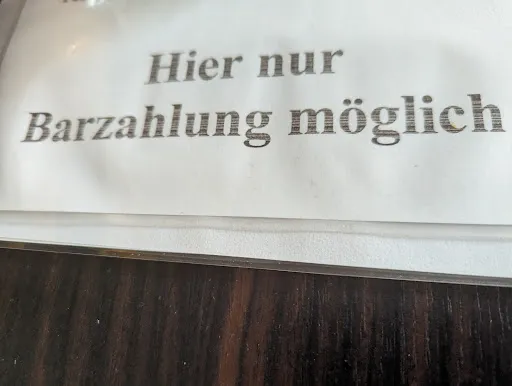 Hier nur
Barzahlung möglich